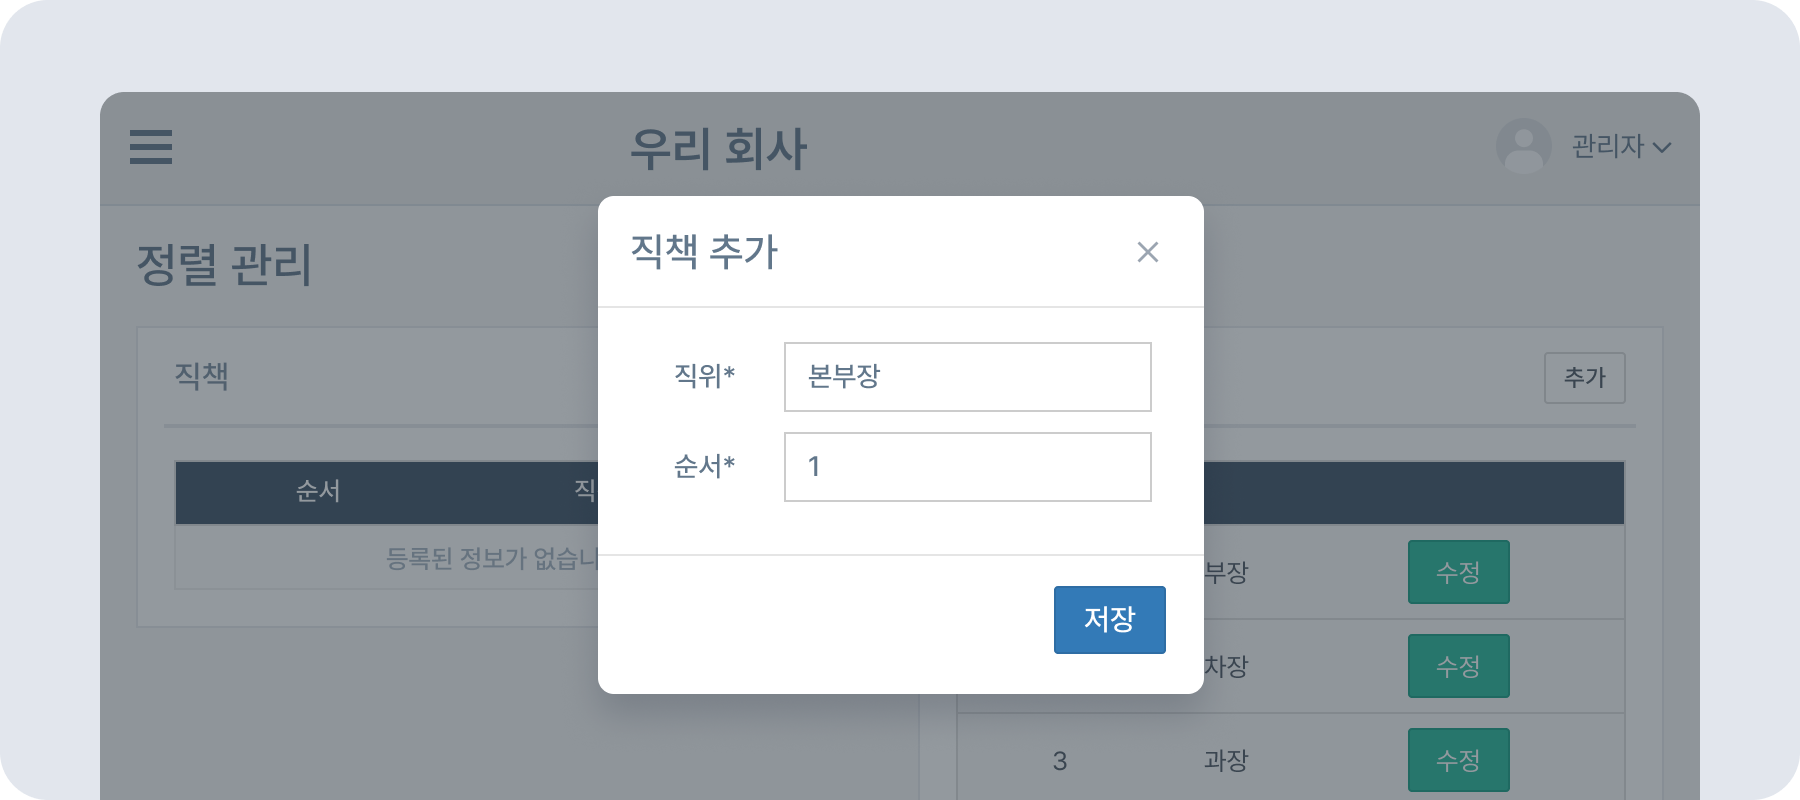 우리 회사
관리자
정렬 관리
직책 추가
직책
추가
직위*
본부장
순서*
1
순서
직
등록된 정보가 없습니
저장
부장
수정
차장
수정
3
과장
수정